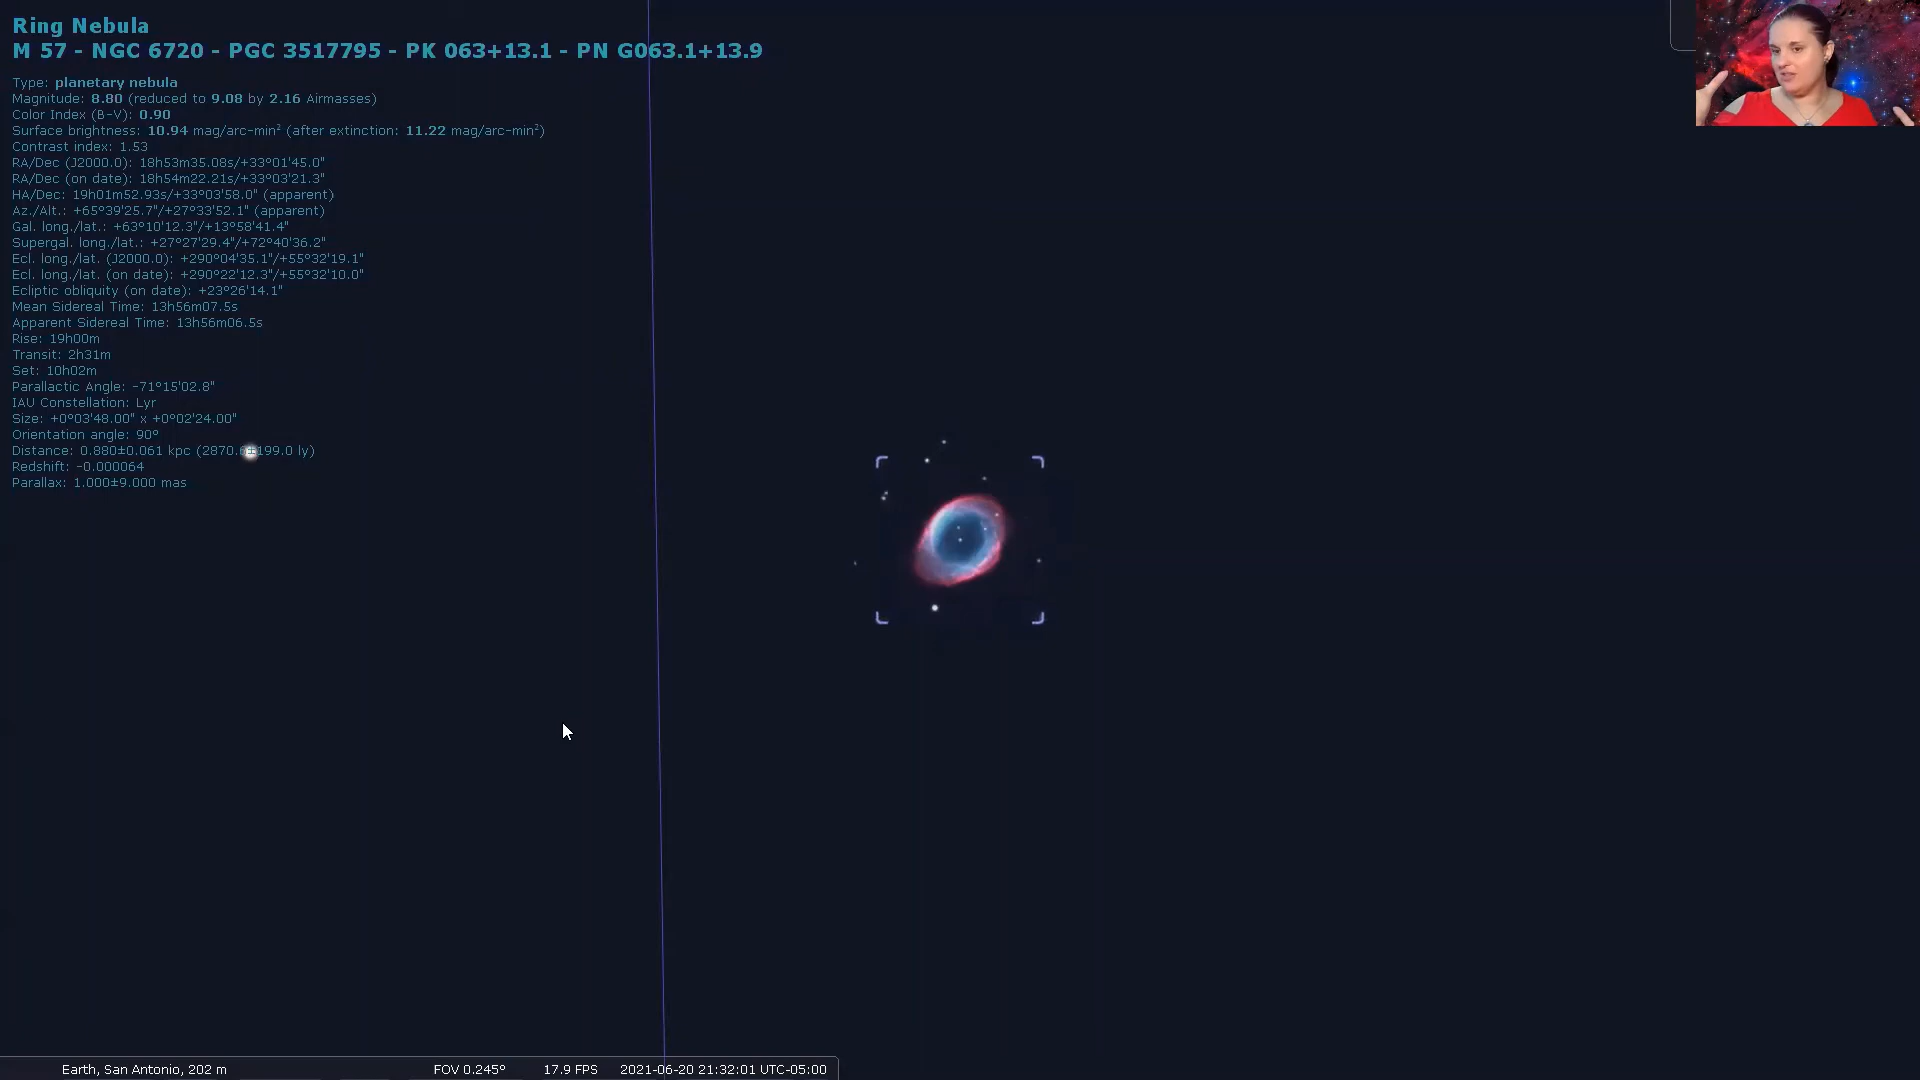 Ring Nebula
M 57 - NGC 6720 - PGC 3517795 - PK 063+13.1 - PN G063.1+13.9
Type: planetary nebula
Magnitude: 8.80 (reduced to 9.08 by 2.16 Airmasses)
Color Index (B-V): 0.90
Surface brightness: 10.94 mag/arc-min² (after extinction: 11.22 mag/arc-min²)
Contrast index: 1.53
RA/Dec (J2000.0): 18h53m35.08s/+33°01'45.0"
RA/Dec (on date): 18h54m22.21s/+33°03'21.3"
HA/Dec: 19h01m52.93s/+33°03'58.0" (apparent)
Az./Alt.: +65°39'25.7"/+27°33'52.1" (apparent)
Gal. long./lat.: +63°10'12.3"/+13°58'41.4"
Supergal. long./lat.: +27°27'29.4"/+72°40'36.2"
Ecl. long./lat. (J2000.0): +290°04'35.1"/+55°32'19.1"
Ecl. long./lat. (on date): +290°22'12.3"/+55°32'10.0"
Ecliptic obliquity (on date): +23°26'14.1"
Mean Sidereal Time: 13h56m07.5s
Apparent Sidereal Time: 13h56m06.5s
Rise: 19h00m
Transit: 2h31m
Set: 10h02m
Parallactic Angle: -71°15'02.8"
IAU Constellation: Lyr
Size: +0°03'48.00" x +0°02'24.00"
Orientation angle: 90°
Distance: 0.880±0.061 kpc ly)
Redshift: -0.000064
Parallax: 1.000±9.000 mas
Earth, San Antonio, 202 m FOV 0.245° 17.9 FPS 2021-06-20 21:32:01 UTC-05:00